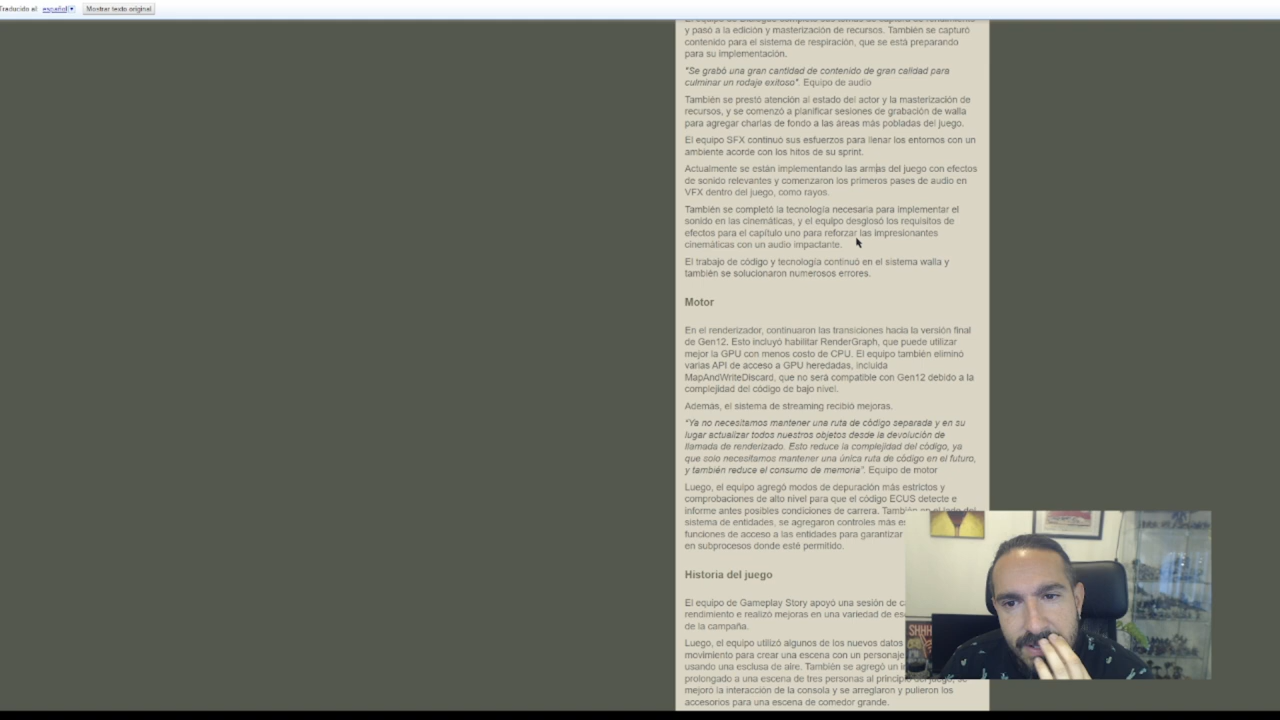 Traducido al: español Mostrar texto original
y pasó a la edición y masterización de recursos. También se capturó
contenido para el sistema de respiración, que se está preparando
para su implementación.
"Se grabó una gran cantidad de contenido de gran calidad para
culminar un rodaje exitoso". Equipo de audio
También se prestó atención al estado del actor y la masterización de
recursos, y se comenzó a planificar sesiones de grabación de walla
para agregar charlas de fondo a las áreas más pobladas del juego.
El equipo SFX continuó sus esfuerzos para llenar los entornos con un
ambiente acorde con los hitos de su sprint.
Actualmente se están implementando las armas del juego con efectos
de sonido relevantes y comenzaron los primeros pases de audio en
VFX dentro del juego, como rayos.
También se completó la tecnología necesaria para implementar el
sonido en las cinemáticas, y el equipo desglosó los requisitos de
efectos para el capítulo uno para reforzar las impresionantes
cinemáticas con un audio impactante.
El trabajo de código y tecnología continuó en el sistema walla y
también se solucionaron numerosos errores.
Motor
En el renderizador, continuaron las transiciones hacia la versión final
de Gen12. Esto incluyó habilitar RenderGraph, que puede utilizar
mejor la GPU con menos costo de CPU. El equipo también eliminó
varias API de acceso a GPU heredadas, incluida
MapAndWriteDiscard, que no será compatible con Gen12 debido a la
complejidad del código de bajo nivel.
Además, el sistema de streaming recibió mejoras.
"Ya no necesitamos mantener una ruta de código separada y en su
lugar actualizar todos nuestros objetos desde la devolución de
llamada de renderizado. Esto reduce la complejidad del código, ya
que solo necesitamos mantener una única ruta de código en el futuro,
y también reduce el consumo de memoria". Equipo de motor
Luego, el equipo agregó modos de depuración más estrictos y
comprobaciones de alto nivel para que el código ECUS detecte e
informe antes posibles condiciones de carrera. También en el lado del
sistema de entidades, se agregaron controles más es
funciones de acceso a las entidades para garantizar
en subprocesos donde esté permitido.
Historia del juego
El equipo de Gameplay Story apoyó una sesión de ca
rendimiento e realizó mejoras en una variedad de es
de la campaña.
Luego, el equipo utilizó algunos de los nuevos datos
movimiento para crear una escena con un personaje
usando una esclusa de aire. También se agregó un i
prolongado a una escena de tres personas al principio del juego, se
mejoró la interacción de la consola y se arreglaron y pulieron los
accesorios para una escena de comedor grande.